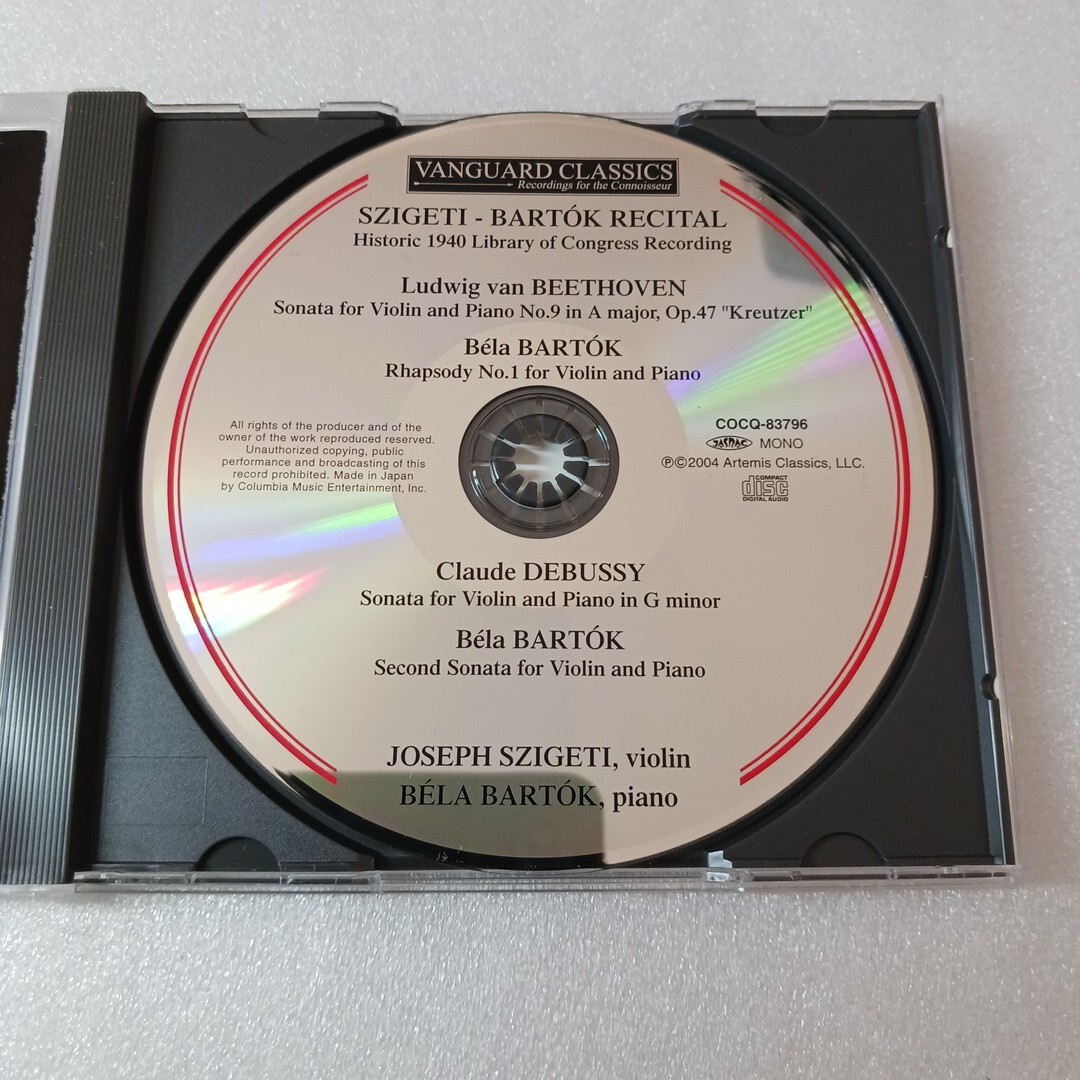 VANGUARD CLASSICS
Recordings for the Connoisseur
SZIGETI - BARTÓK RECITAL
Historic 1940 Library of Congress Recording
Ludwig van BEETHOVEN
Sonata for Violin and Piano No.9 in A major, Op.47 "Kreutzer"
Béla BARTÓK
Rhapsody No.1 for Violin and Piano
All rights of the producer and of the
owner of the work reproduced reserved.
Unauthorized copying, public
performance and broadcasting of this
record prohibited. Made in Japan
by Columbia Music Entertainment, Inc.
COCQ-83796
JASRAC MONO
Ⓟ©2004 Artemis Classics, LLC.
COMPACT
disc
DIGITAL AUDIO
Claude DEBUSSY
Sonata for Violin and Piano in G minor
Béla BARTÓK
Second Sonata for Violin and Piano
JOSEPH SZIGETI, violin
BÉLA BARTÓK, piano